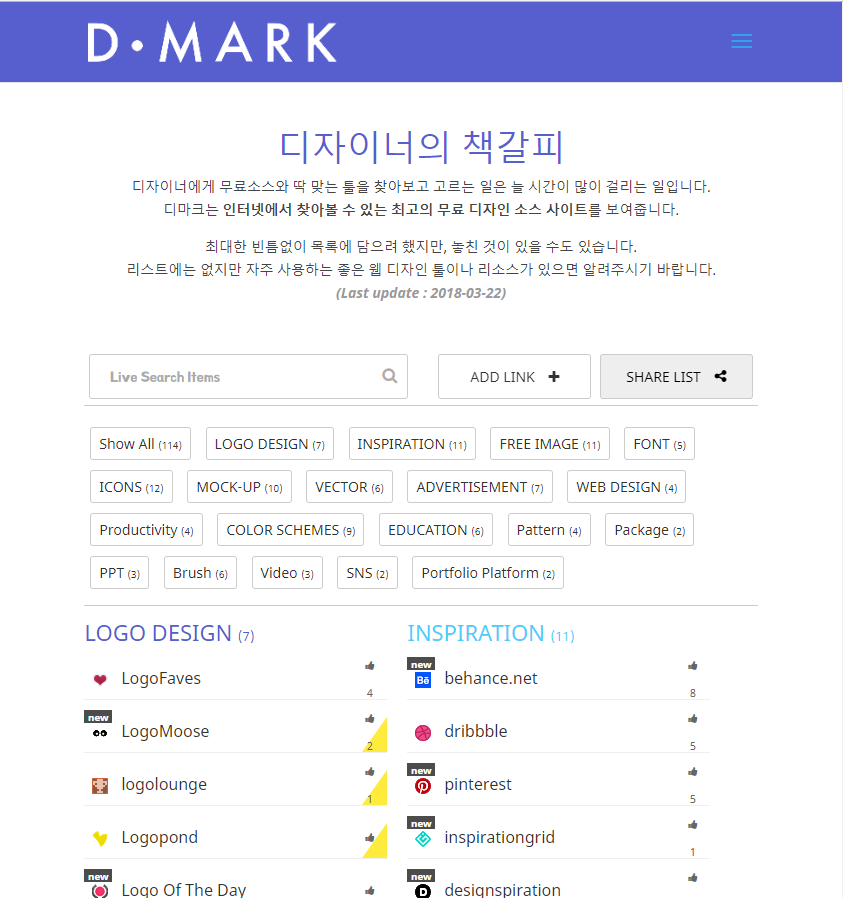 D·MARK
디자이너의 책갈피
디자이너에게 무료소스와 딱 맞는 툴을 찾아보고 고르는 일은 늘 시간이 많이 걸리는 일입니다.
디마크는 인터넷에서 찾아볼 수 있는 최고의 무료 디자인 소스 사이트를 보여줍니다.
최대한 빈틈없이 목록에 담으려 했지만, 놓친 것이 있을 수도 있습니다.
리스트에는 없지만 자주 사용하는 좋은 웹 디자인 툴이나 리소스가 있으면 알려주시기 바랍니다.
(Last update : 2018-03-22)
Live Search Items ADD LINK SHARE LIST
Show All (114) LOGO DESIGN (7) INSPIRATION (11) FREE IMAGE (11) FONT (5)
ICONS (12) MOCK-UP (10) VECTOR (6) ADVERTISEMENT (7) WEB DESIGN (4)
Productivity (4) COLOR SCHEMES (9) EDUCATION (6) Pattern (4) Package (2)
PPT (3) Brush (6) Video (3) SNS (2) Portfolio Platform (2)
LOGO DESIGN (7)
LogoFaves 4
new LogoMoose 2
logolounge 1
Logopond
new Logo Of The Day
INSPIRATION (11)
new Bē behance.net 8
dribbble 5
new pinterest 5
new inspirationgrid 1
new D designspiration